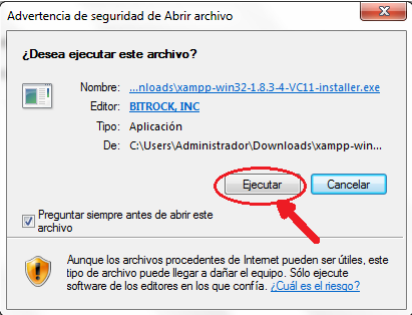 Advertencia de seguridad de Abrir archivo
¿Desea ejecutar este archivo?
Nombre: ...nloads\xampp-win32-1.8.3-4-VC11-installer.exe
Editor: BITROCK, INC
Tipo: Aplicación
De: C:\Users\Administrador\Downloads\xampp-win...
Ejecutar Cancelar
Preguntar siempre antes de abrir este
archivo
Aunque los archivos procedentes de Internet pueden ser útiles, este
tipo de archivo puede llegar a dañar el equipo. Sólo ejecute
software de los editores en los que confía. ¿Cuál es el riesgo?